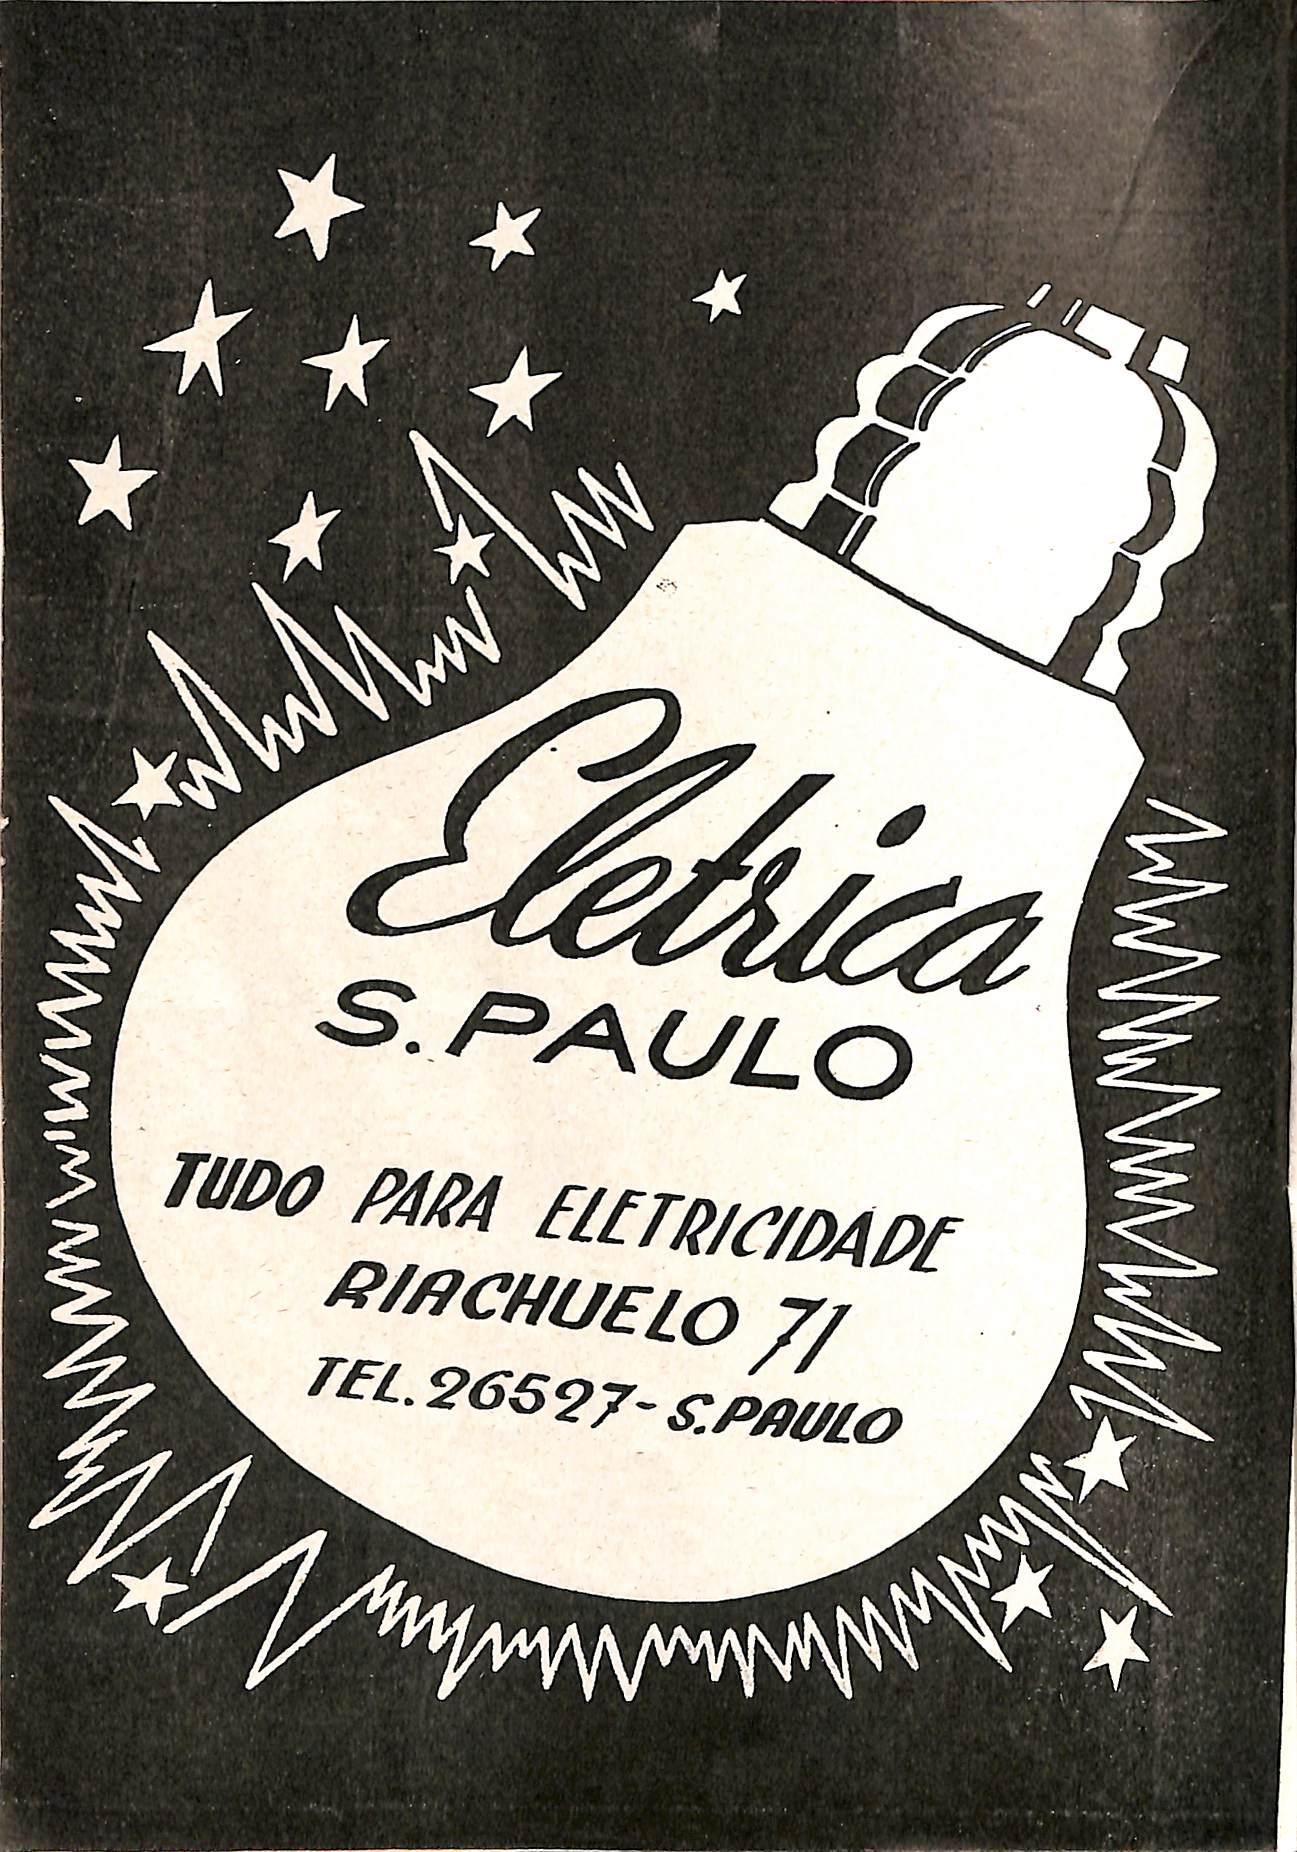 Eletrica
S. PAULO
TUDO PARA ELETRICIDADE
RIACHUELO 71
TEL. 26527 - S. PAULO